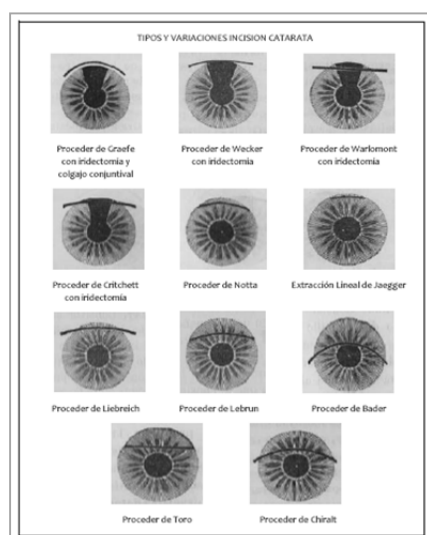 TIPOS Y VARIACIONES INCISION CATARATA
Proceder de Graefe
con iridectomía y
colgajo conjuntival
Proceder de Wecker
con iridectomía
Proceder de Warlomont
con iridectomía
Proceder de Critchett
con iridectomía
Proceder de Notta
Extracción Lineal de Jaegger
Proceder de Liebreich
Proceder de Lebrun
Proceder de Bader
Proceder de Toro
Proceder de Chiralt